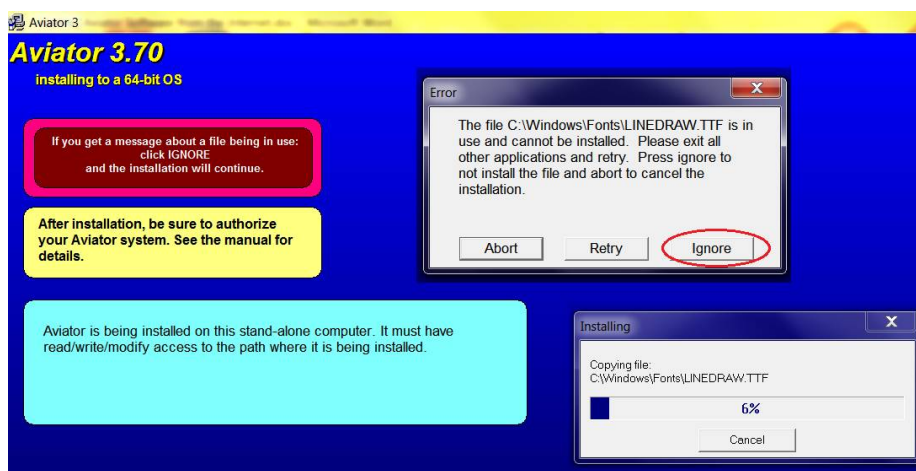 Aviator 3
Aviator 3.70
installing to a 64-bit OS
If you get a message about a file being in use:
click IGNORE
and the installation will continue.
After installation, be sure to authorize
your Aviator system. See the manual for
details.
Aviator is being installed on this stand-alone computer. It must have
read/write/modify access to the path where it is being installed.
Error
X
The file C:\Windows\Fonts\LINEDRAW.TTF is in
use and cannot be installed. Please exit all
other applications and retry. Press ignore to
not install the file and abort to cancel the
installation.
Abort Retry Ignore
Installing
X
Copying file:
C:\Windows\Fonts\LINEDRAW.TTF
6%
Cancel